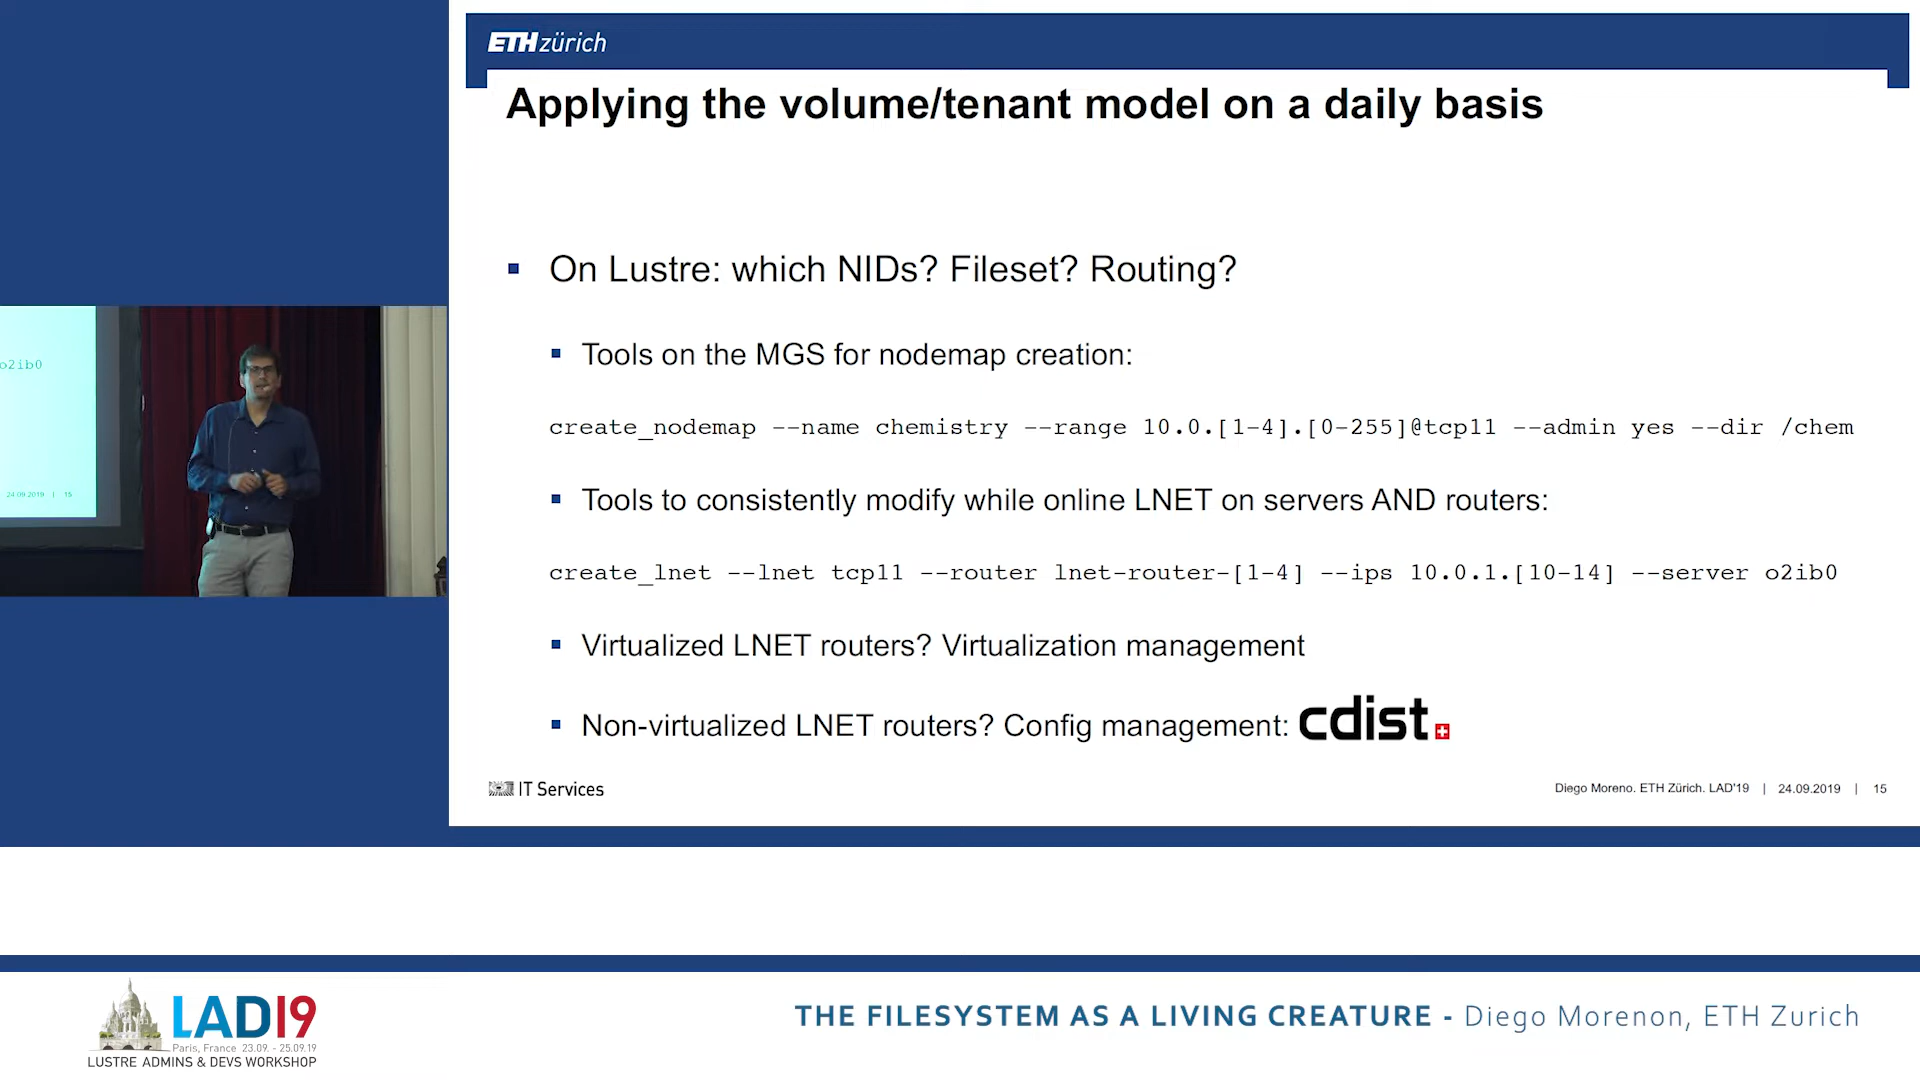 ETH zürich
Applying the volume/tenant model on a daily basis
On Lustre: which NIDs? Fileset? Routing?
Tools on the MGS for nodemap creation:
create_nodemap --name chemistry --range 10.0.[1-4].[0-255]@tcp11 --admin yes --dir /chem
Tools to consistently modify while online LNET on servers AND routers:
create_lnet --lnet tcp11 --router lnet-router-[1-4] --ips 10.0.1.[10-14] --server o2ib0
Virtualized LNET routers? Virtualization management
Non-virtualized LNET routers? Config management: cdist
IT Services
Diego Moreno. ETH Zürich. LAD'19 | 24.09.2019 | 15
o2ib0
24.09.2019 | 15
LAD19
Paris, France 23.09. - 25.09.19
LUSTRE ADMINS & DEVS WORKSHOP
THE FILESYSTEM AS A LIVING CREATURE - Diego Morenon, ETH Zurich